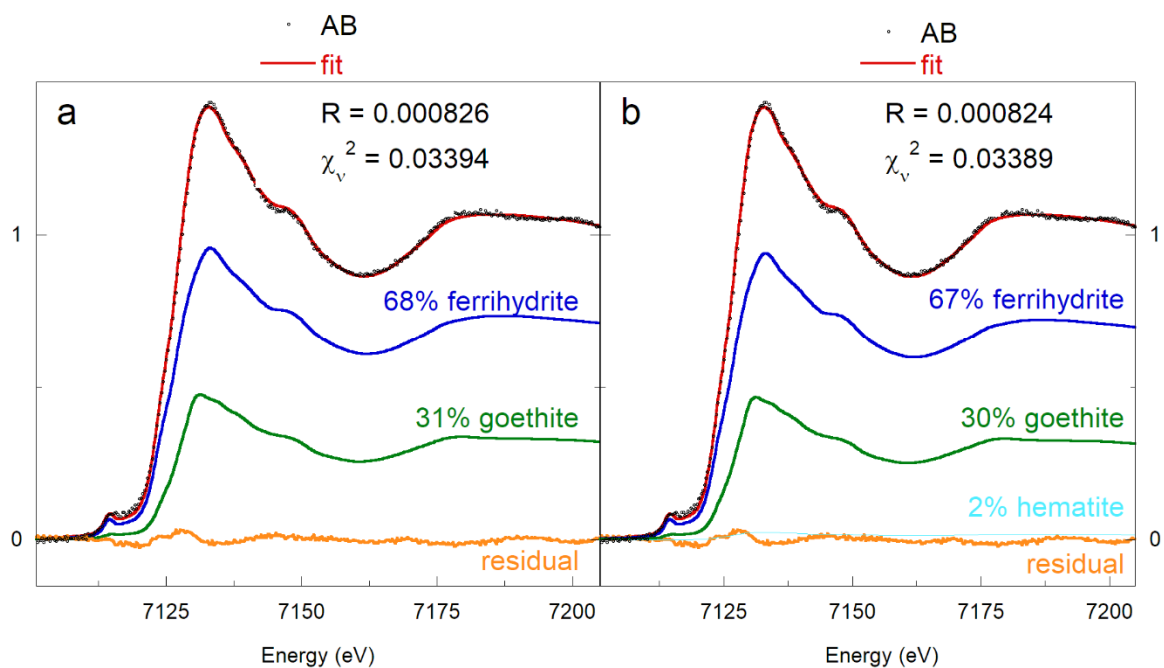 AB
fit
a
R = 0.000826
χν² = 0.03394
68% ferrihydrite
31% goethite
residual
1
0
7125 7150 7175 7200
Energy (eV)
AB
fit
b
R = 0.000824
χν² = 0.03389
67% ferrihydrite
30% goethite
2% hematite
residual
1
0
7125 7150 7175 7200
Energy (eV)